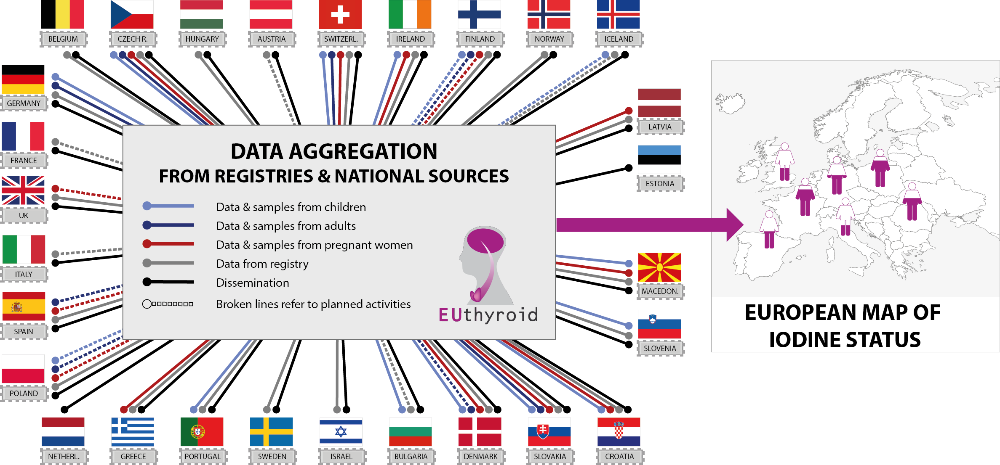 BELGIUM
CZECH R.
HUNGARY
AUSTRIA
SWITZERL.
IRELAND
FINLAND
NORWAY
ICELAND
GERMANY
FRANCE
UK
ITALY
SPAIN
POLAND
DATA AGGREGATION
FROM REGISTRIES & NATIONAL SOURCES
Data & samples from children
Data & samples from adults
Data & samples from pregnant women
Data from registry
Dissemination
Broken lines refer to planned activities
EUthyroid
LATVIA
ESTONIA
MACEDON.
SLOVENIA
EUROPEAN MAP OF
IODINE STATUS
NETHERL.
GREECE
PORTUGAL
SWEDEN
ISRAEL
BULGARIA
DENMARK
SLOVAKIA
CROATIA